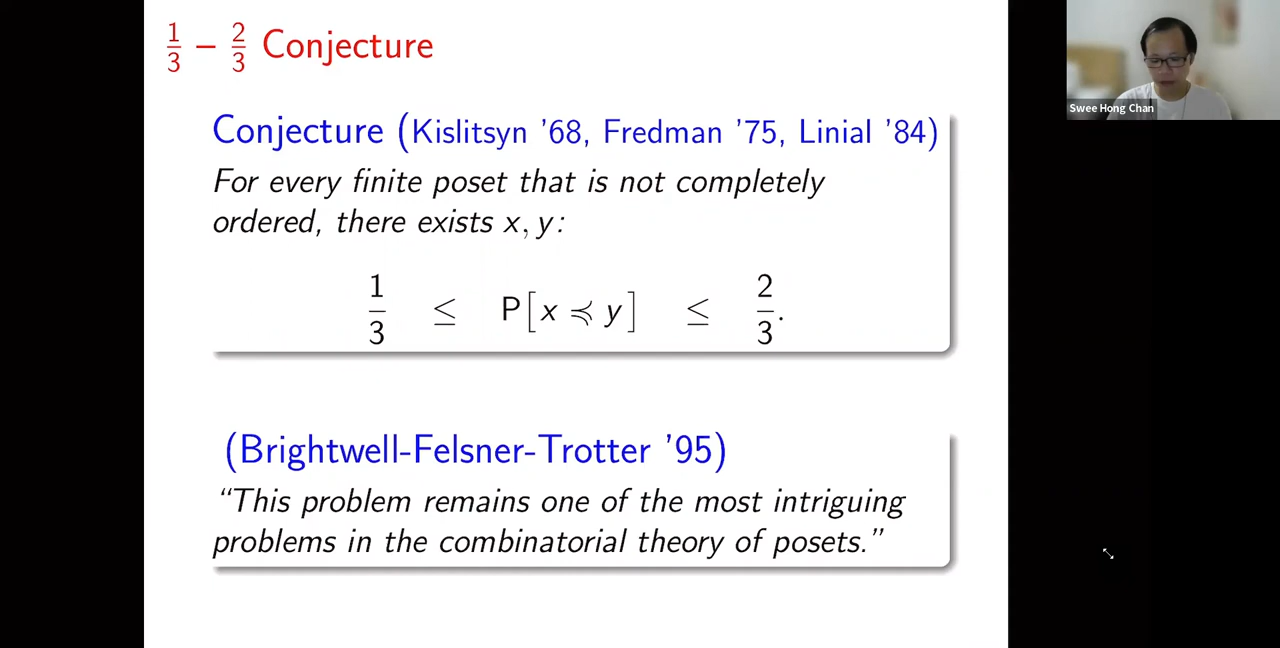 1/3 − 2/3 Conjecture
Conjecture (Kislitsyn '68, Fredman '75, Linial '84)
For every finite poset that is not completely
ordered, there exists x, y:
1/3 ≤ P[x ≼ y] ≤ 2/3.
(Brightwell-Felsner-Trotter '95)
“This problem remains one of the most intriguing
problems in the combinatorial theory of posets.”
Swee Hong Chan